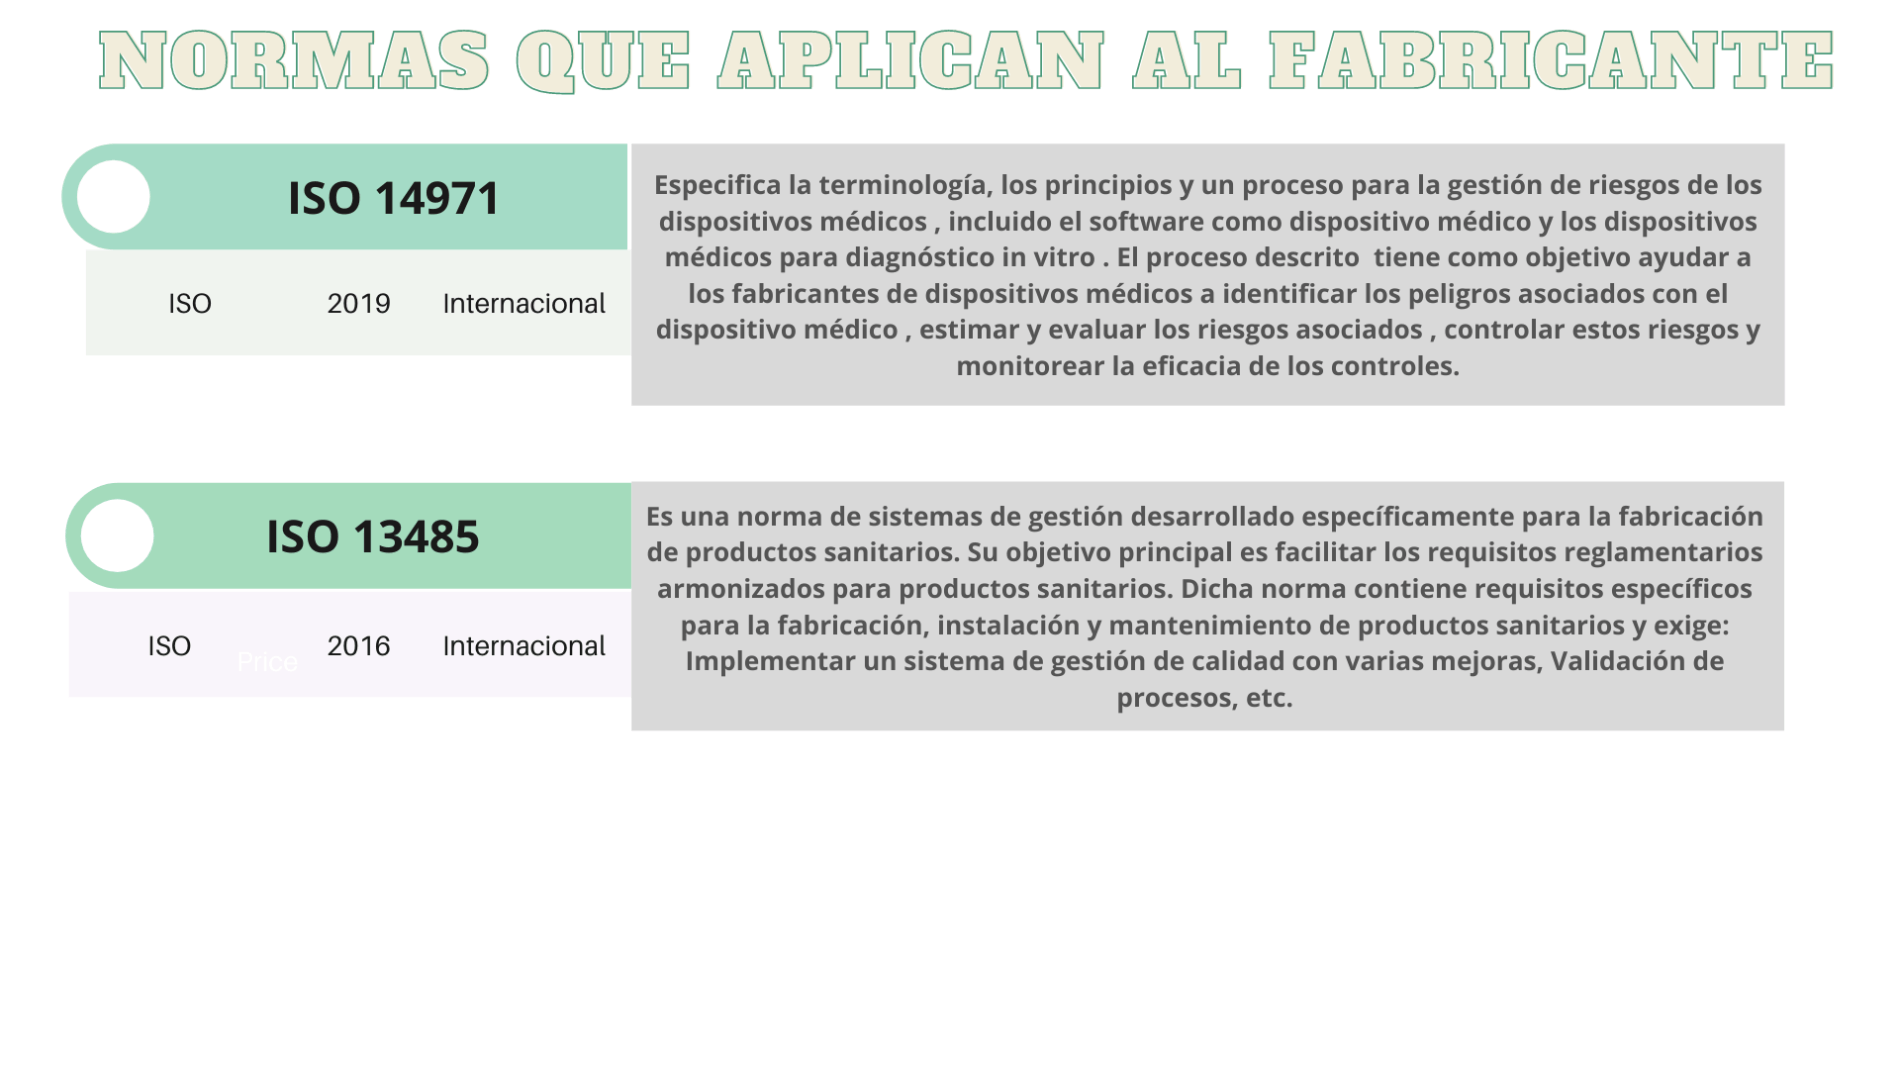 NORMAS QUE APLICAN AL FABRICANTE
ISO 14971
ISO 2019 Internacional
Especifica la terminología, los principios y un proceso para la gestión de riesgos de los
dispositivos médicos , incluido el software como dispositivo médico y los dispositivos
médicos para diagnóstico in vitro . El proceso descrito  tiene como objetivo ayudar a
los fabricantes de dispositivos médicos a identificar los peligros asociados con el
dispositivo médico , estimar y evaluar los riesgos asociados , controlar estos riesgos y
monitorear la eficacia de los controles.
ISO 13485
ISO Price 2016 Internacional
Es una norma de sistemas de gestión desarrollado específicamente para la fabricación
de productos sanitarios. Su objetivo principal es facilitar los requisitos reglamentarios
armonizados para productos sanitarios. Dicha norma contiene requisitos específicos
para la fabricación, instalación y mantenimiento de productos sanitarios y exige:
Implementar un sistema de gestión de calidad con varias mejoras, Validación de
procesos, etc.